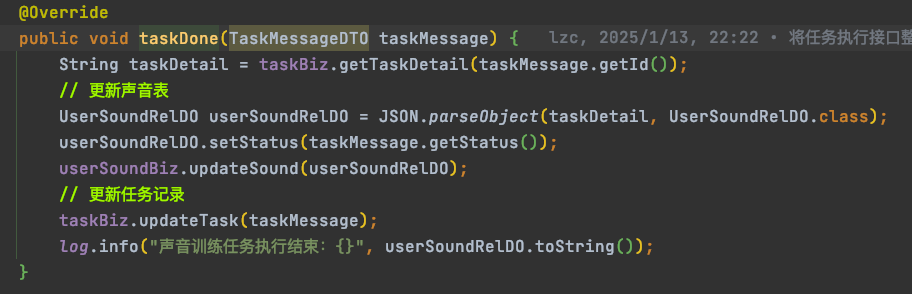 @Override
public void taskDone(TaskMessageDTO taskMessage) {    lzc, 2025/1/13, 22:22 • 将任务执行接口整
    String taskDetail = taskBiz.getTaskDetail(taskMessage.getId());
    // 更新声音表
    UserSoundRelDO userSoundRelDO = JSON.parseObject(taskDetail, UserSoundRelDO.class);
    userSoundRelDO.setStatus(taskMessage.getStatus());
    userSoundBiz.updateSound(userSoundRelDO);
    // 更新任务记录
    taskBiz.updateTask(taskMessage);
    log.info("声音训练任务执行结束：{}", userSoundRelDO.toString());
}